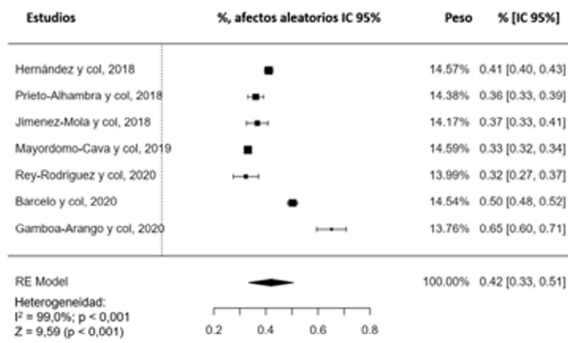 Estudios %, afectos aleatorios IC 95% Peso % [IC 95%]
Hernández y col, 2018 14.57% 0.41 [0.40, 0.43]
Prieto-Alhambra y col, 2018 14.38% 0.36 [0.33, 0.39]
Jimenez-Mola y col, 2018 14.17% 0.37 [0.33, 0.41]
Mayordomo-Cava y col, 2019 14.59% 0.33 [0.32, 0.34]
Rey-Rodriguez y col, 2020 13.99% 0.32 [0.27, 0.37]
Barcelo y col, 2020 14.54% 0.50 [0.48, 0.52]
Gamboa-Arango y col, 2020 13.76% 0.65 [0.60, 0.71]
RE Model 100.00% 0.42 [0.33, 0.51]
Heterogeneidad:
I² = 99,0%; p < 0,001
Z = 9,59 (p < 0,001)
0.2 0.4 0.6 0.8